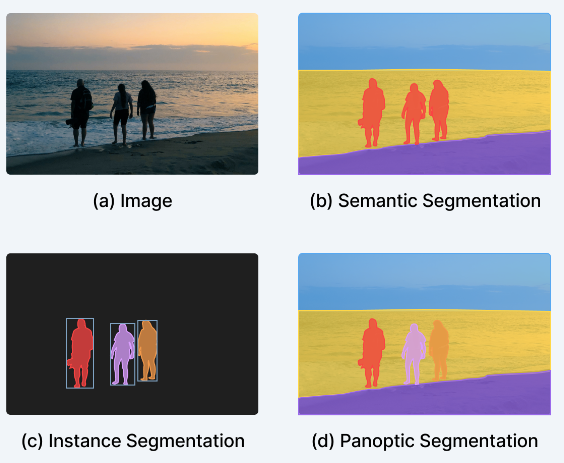 (a) Image
(b) Semantic Segmentation
(c) Instance Segmentation
(d) Panoptic Segmentation